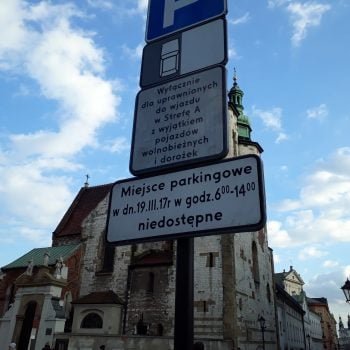 P
Wyłącznie
dla uprawnionych
do wjazdu
w Strefę A
z wyjątkiem
pojazdów
wolnobieżnych
i dorożek
Miejsce parkingowe
w dn.19.III.17r w godz.6⁰⁰-14⁰⁰
niedostępne